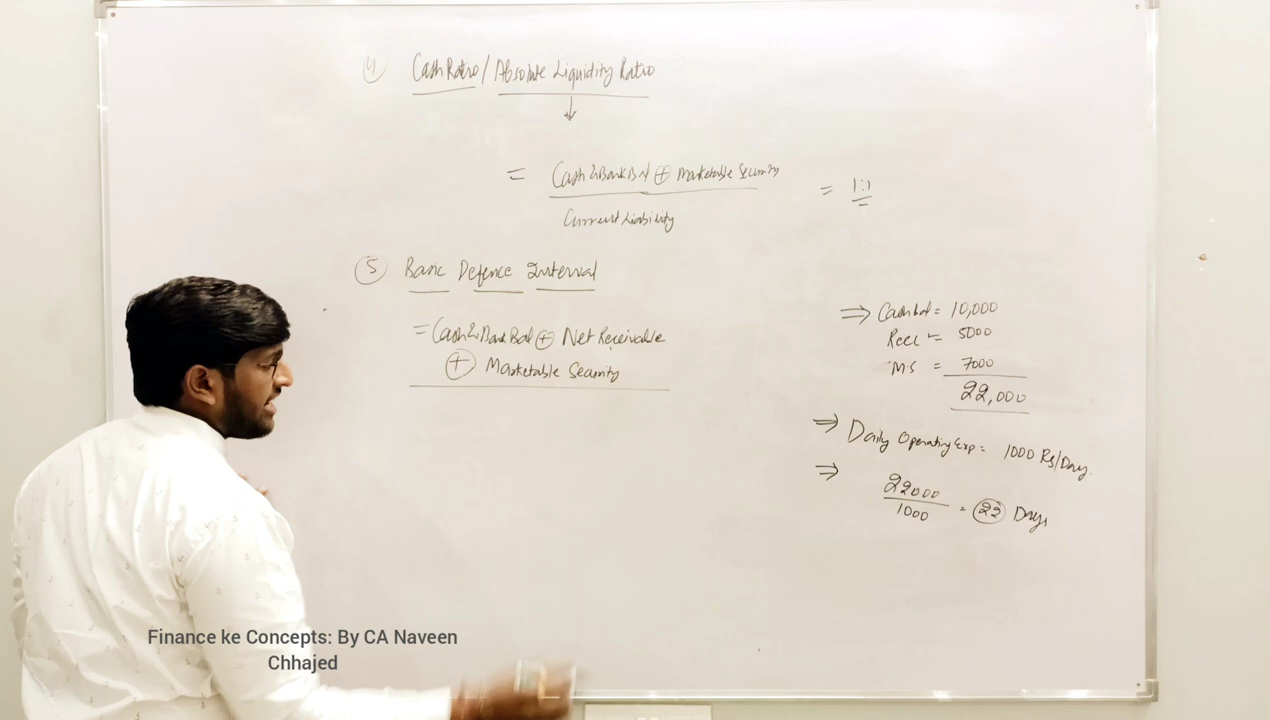 ④ Cash Ratio / Absolute Liquidity Ratio
↓
= Cash & Bank Bal ⊕ Marketable Security
Current Liability
= 1:1
⑤ Basic Defence Interval
= Cash & Bank Bal ⊕ Net Receivable
⊕ Marketable Security
⇒ Cash bal = 10,000
Rec = 5000
M.S = 7000
22,000
⇒ Daily Operating Exp = 1000 Rs/Day.
⇒ 22000
1000
= 22 Days
Finance ke Concepts: By CA Naveen
Chhajed